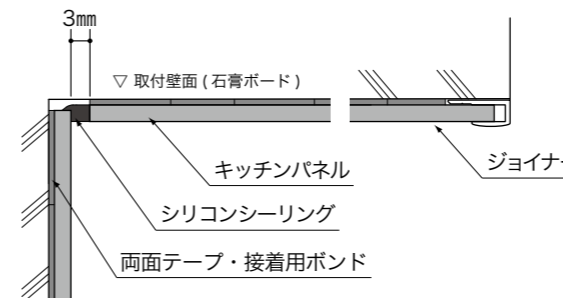 3mm
▽ 取付壁面 ( 石膏ボード )
ジョイナ
キッチンパネル
シリコンシーリング
両面テープ・接着用ボンド